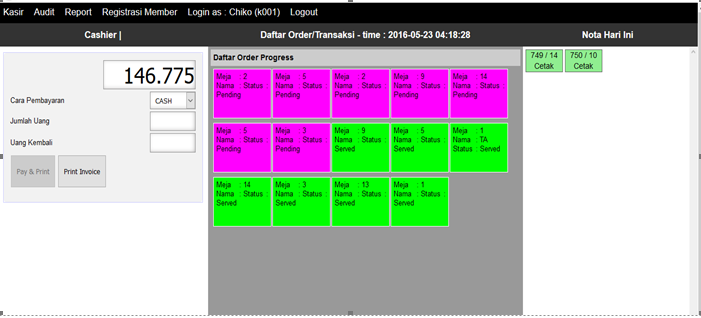 Kasir Audit Report Registrasi Member Login as : Chiko (k001) Logout
Cashier |
Daftar Order/Transaksi - time : 2016-05-23 04:18:28
Nota Hari Ini
146.775
Cara Pembayaran CASH
Jumlah Uang
Uang Kembali
Pay & Print Print Invoice
Daftar Order Progress
Meja : 2
Nama : Status :
Pending
Meja : 5
Nama : Status :
Pending
Meja : 2
Nama : Status :
Pending
Meja : 9
Nama : Status :
Pending
Meja : 14
Nama : Status :
Pending
Meja : 5
Nama : Status :
Pending
Meja : 3
Nama : Status :
Pending
Meja : 9
Nama : Status :
Served
Meja : 5
Nama : Status :
Served
Meja : 1
Nama : TA
Status : Served
Meja : 14
Nama : Status :
Served
Meja : 3
Nama : Status :
Served
Meja : 13
Nama : Status :
Served
Meja : 1
Nama : Status :
Served
749 / 14
Cetak
750 / 10
Cetak